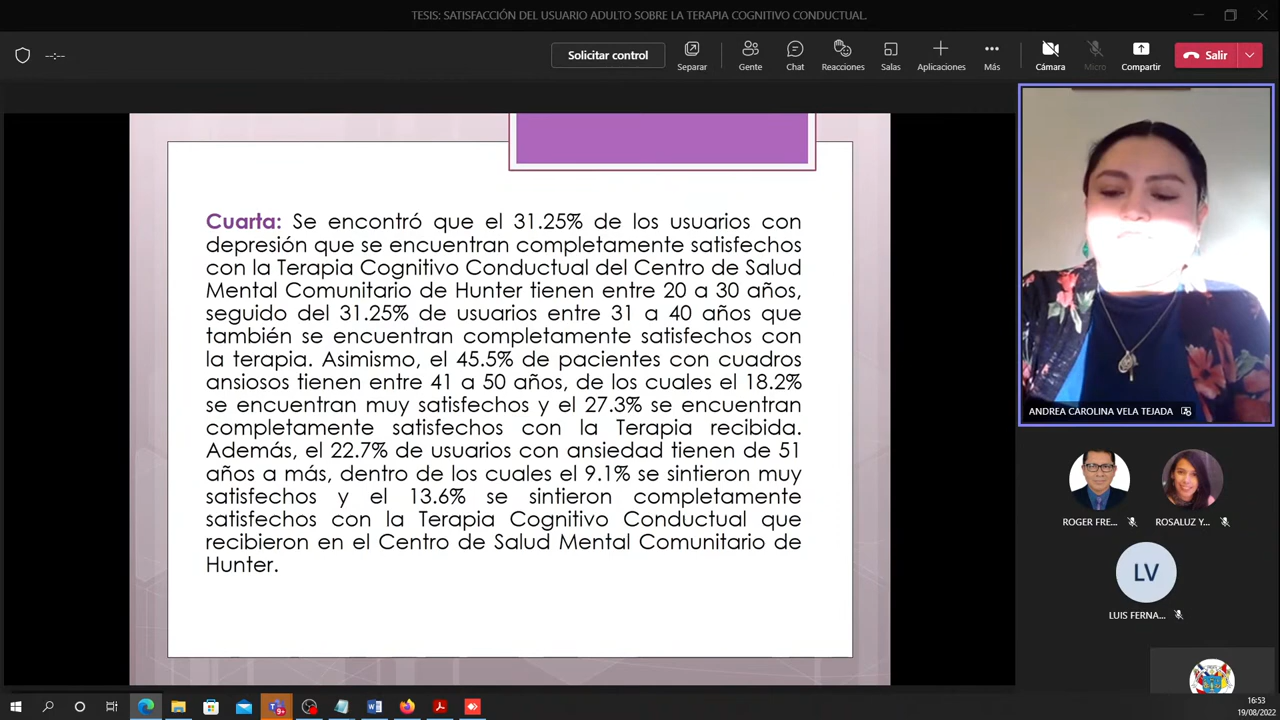 TESIS: SATISFACCIÓN DEL USUARIO ADULTO SOBRE LA TERAPIA COGNITIVO CONDUCTUAL.
--:--
Solicitar control
Separar
Gente
Chat
Reacciones
Salas
Aplicaciones
Más
Cámara
Micro
Compartir
Salir
Cuarta: Se encontró que el 31.25% de los usuarios con
depresión que se encuentran completamente satisfechos
con la Terapia Cognitivo Conductual del Centro de Salud
Mental Comunitario de Hunter tienen entre 20 a 30 años,
seguido del 31.25% de usuarios entre 31 a 40 años que
también se encuentran completamente satisfechos con
la terapia. Asimismo, el 45.5% de pacientes con cuadros
ansiosos tienen entre 41 a 50 años, de los cuales el 18.2%
se encuentran muy satisfechos y el 27.3% se encuentran
completamente satisfechos con la Terapia recibida.
Además, el 22.7% de usuarios con ansiedad tienen de 51
años a más, dentro de los cuales el 9.1% se sintieron muy
satisfechos y el 13.6% se sintieron completamente
satisfechos con la Terapia Cognitivo Conductual que
recibieron en el Centro de Salud Mental Comunitario de
Hunter.
ANDREA CAROLINA VELA TEJADA
ROGER FRE...
ROSALUZ Y...
LV
LUIS FERNA...
16:53
19/08/2022